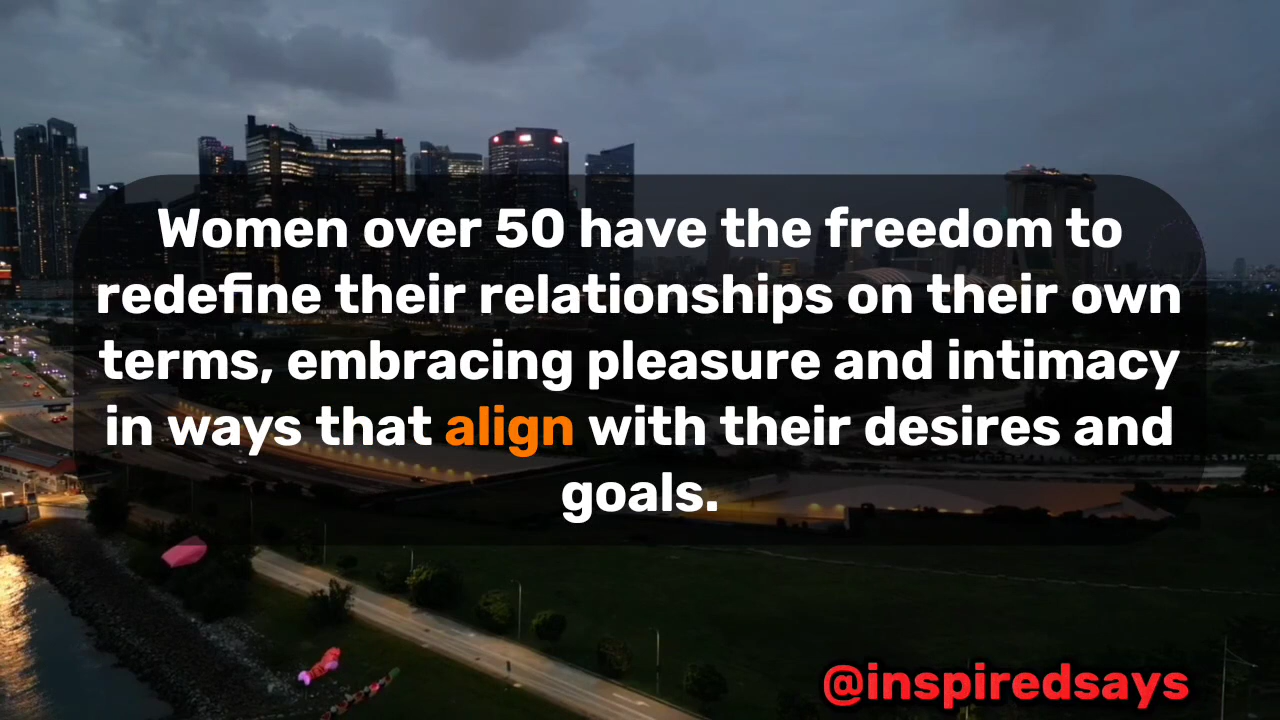 Women over 50 have the freedom to
redefine their relationships on their own
terms, embracing pleasure and intimacy
in ways that align with their desires and
goals.
@inspiredsays